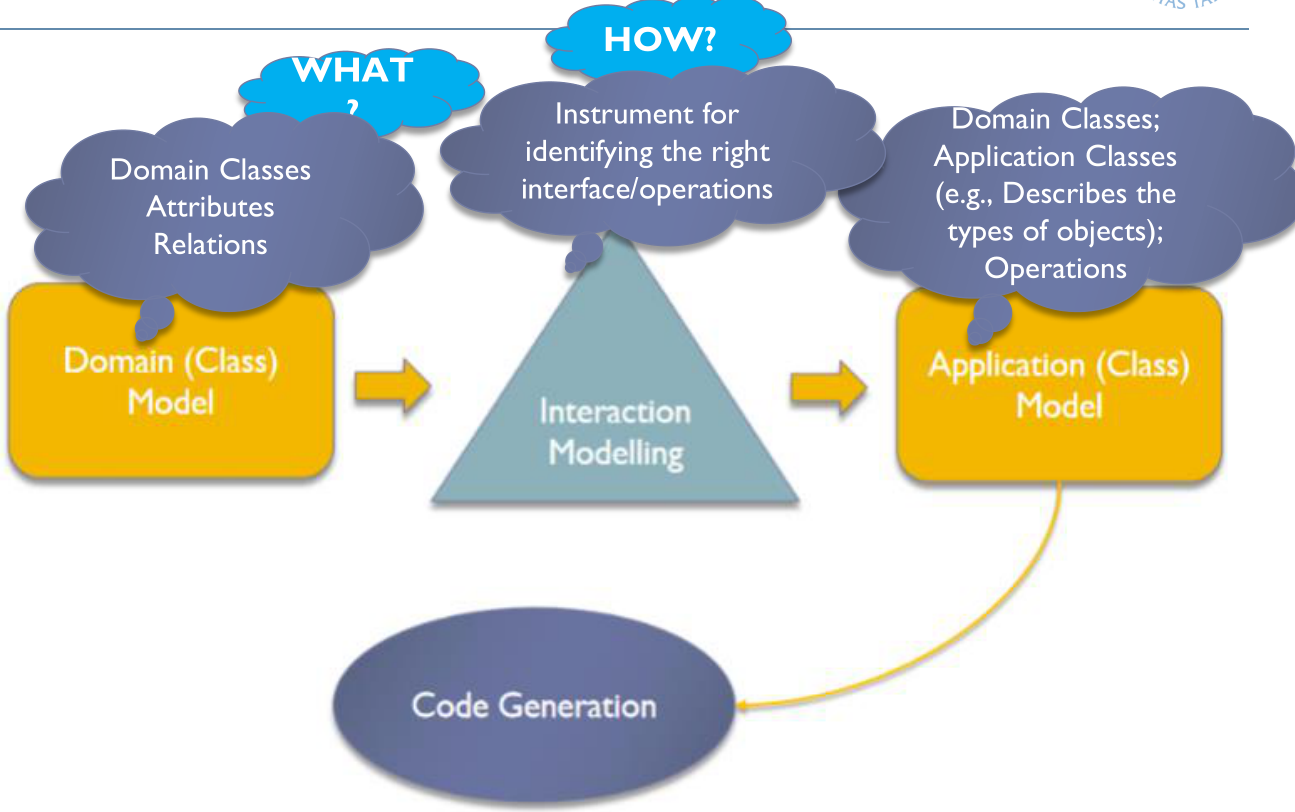 HOW?
WHAT
?
Domain Classes
Attributes
Relations
Instrument for
identifying the right
interface/operations
Domain Classes;
Application Classes
(e.g., Describes the
types of objects);
Operations
Domain (Class)
Model
Interaction
Modelling
Application (Class)
Model
Code Generation